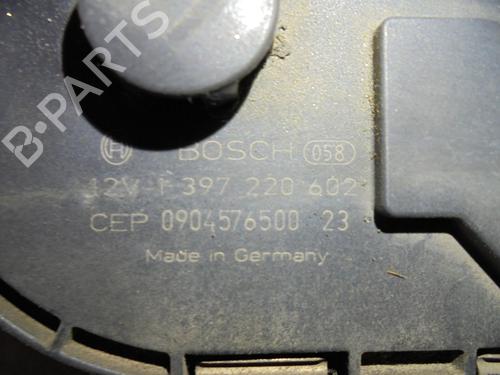 B-PARTS
BOSCH 058
12V 1 397 220 602
CEP 0904576500 23
Made in Germany